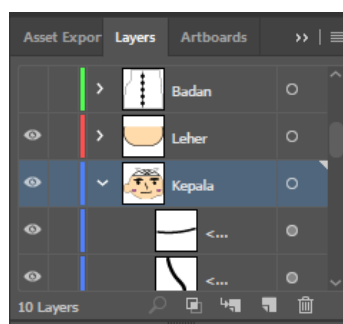 Asset Expor Layers Artboards
Badan
Leher
Kepala
<...
<...
10 Layers